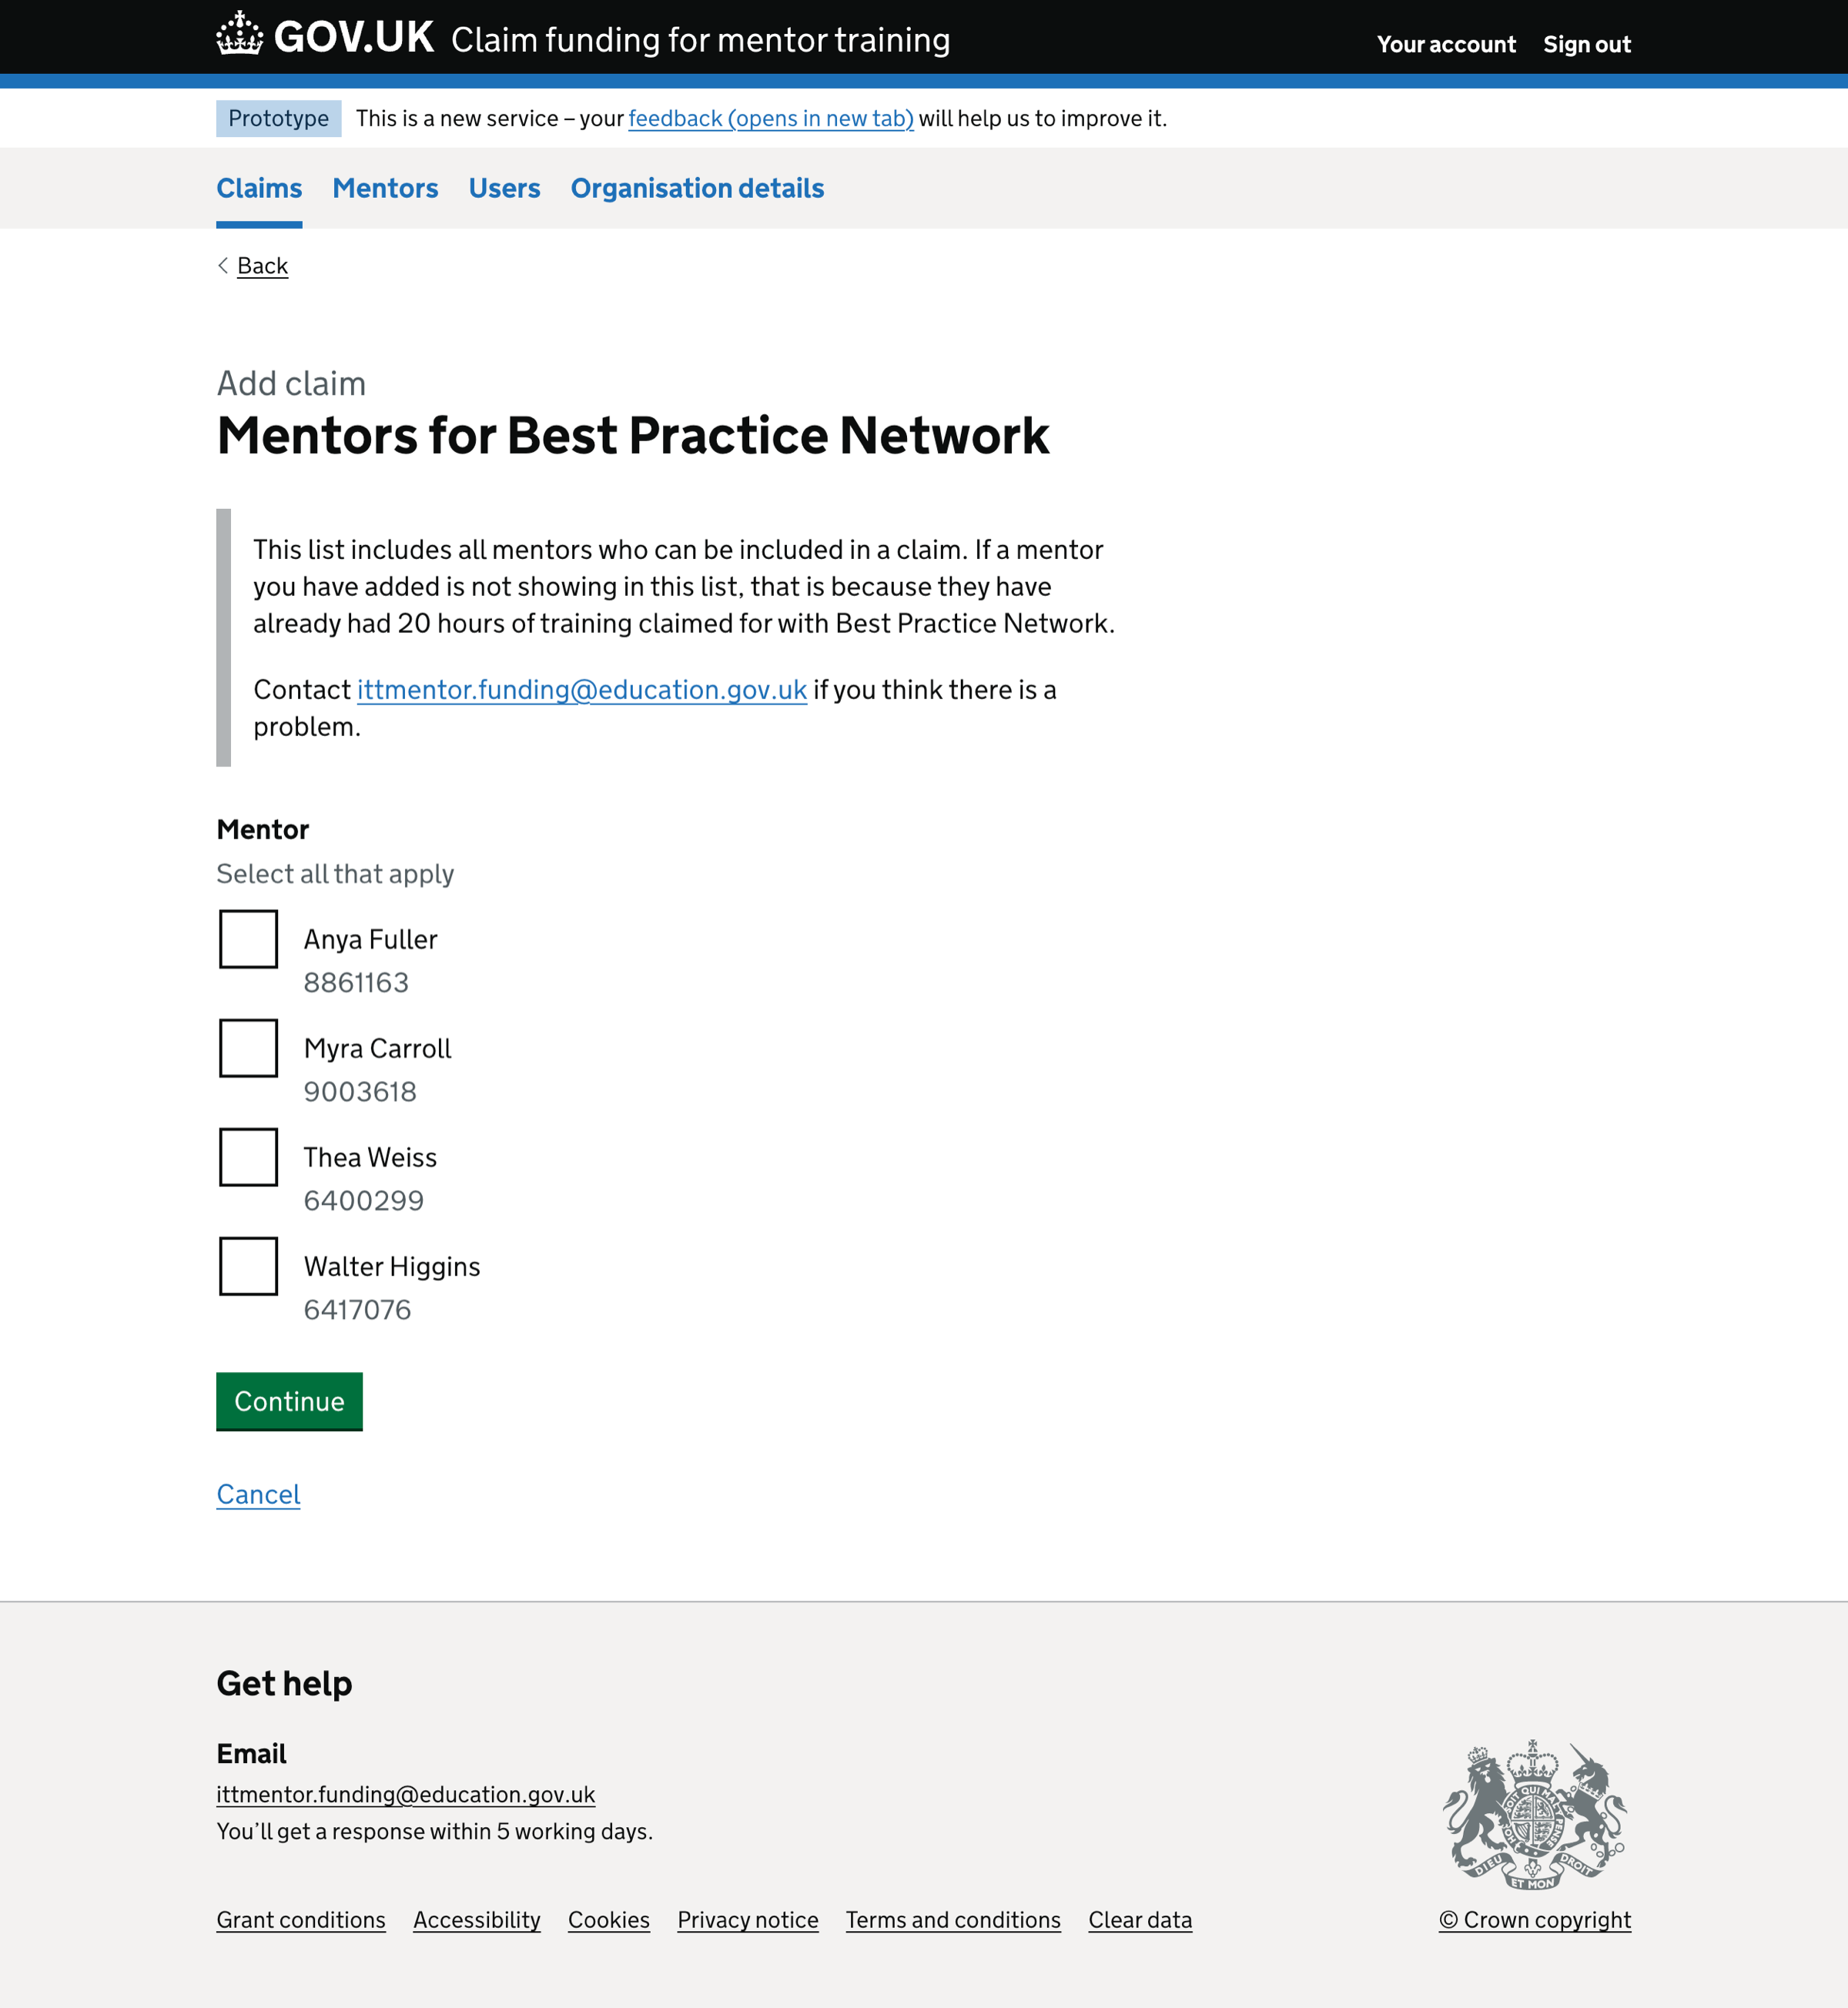 GOV.UK Claim funding for mentor training
Your account Sign out
Prototype This is a new service – your feedback (opens in new tab) will help us to improve it.
Claims Mentors Users Organisation details
Back
Add claim
Mentors for Best Practice Network
This list includes all mentors who can be included in a claim. If a mentor
you have added is not showing in this list, that is because they have
already had 20 hours of training claimed for with Best Practice Network.
Contact ittmentor.funding@education.gov.uk if you think there is a
problem.
Mentor
Select all that apply
Anya Fuller
8861163
Myra Carroll
9003618
Thea Weiss
6400299
Walter Higgins
6417076
Continue
Cancel
Get help
Email
ittmentor.funding@education.gov.uk
You’ll get a response within 5 working days.
DIEU ET MON DROIT
Grant conditions Accessibility Cookies Privacy notice Terms and conditions Clear data
© Crown copyright